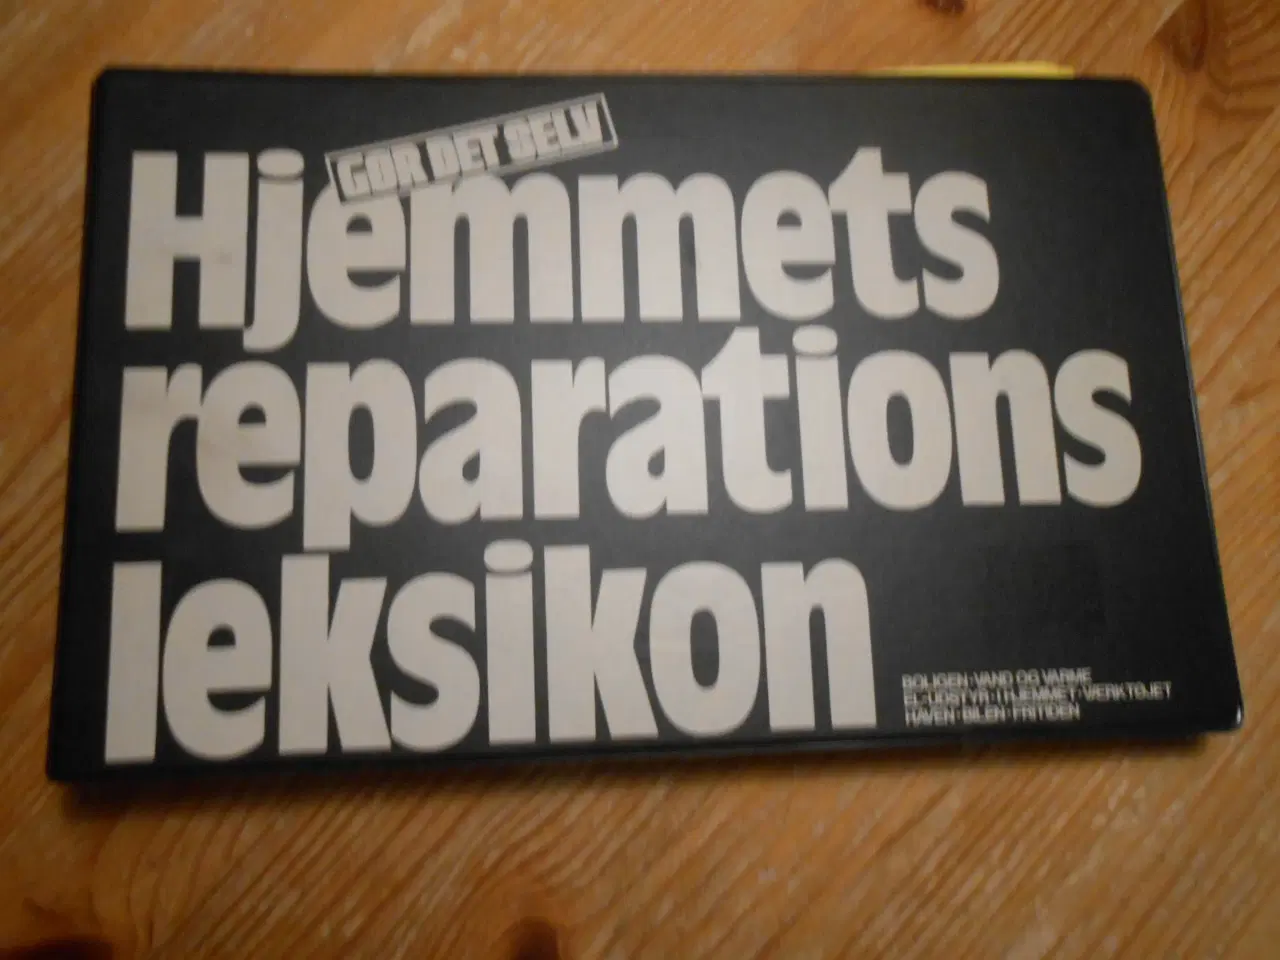 GØR DET SELV
Hjemmets
reparations
leksikon
BOLIGEN·VAND OG VARME
EL-UDSTYR·I HJEMMET·VÆRKTØJET
HAVEN·BILEN·FRITIDEN